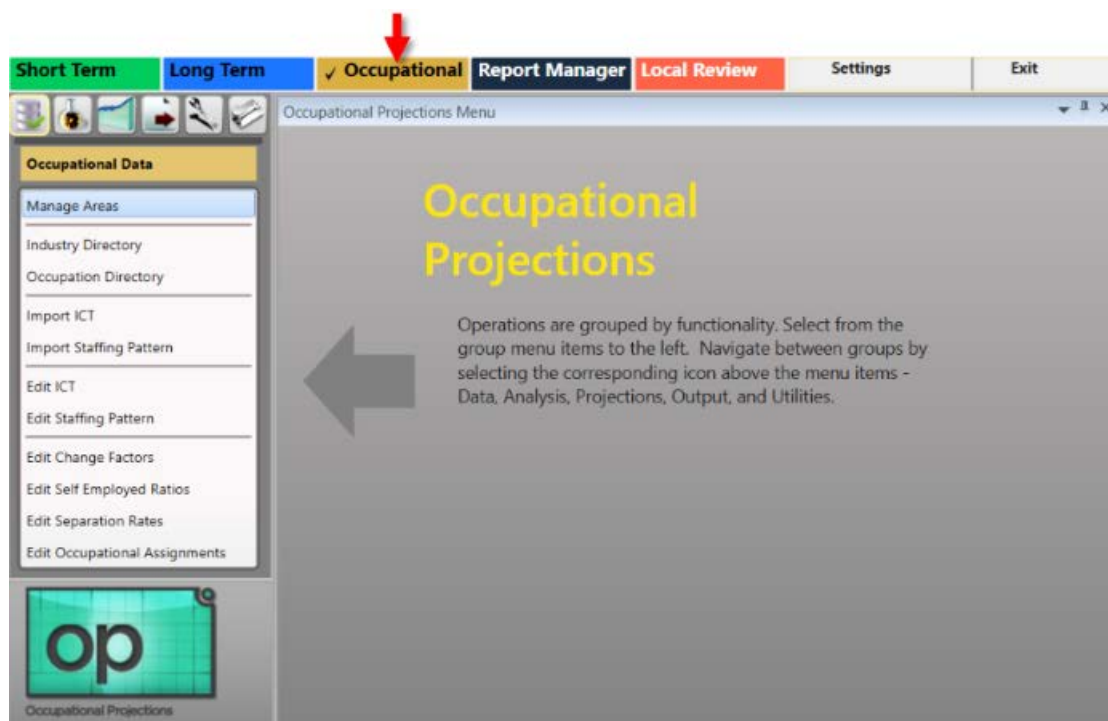 Short Term Long Term ✓ Occupational Report Manager Local Review Settings Exit
Occupational Projections Menu
Occupational Data
Manage Areas
Industry Directory
Occupation Directory
Import ICT
Import Staffing Pattern
Edit ICT
Edit Staffing Pattern
Edit Change Factors
Edit Self Employed Ratios
Edit Separation Rates
Edit Occupational Assignments
op
Occupational Projections
Occupational
Projections
Operations are grouped by functionality. Select from the
group menu items to the left. Navigate between groups by
selecting the corresponding icon above the menu items -
Data, Analysis, Projections, Output, and Utilities.